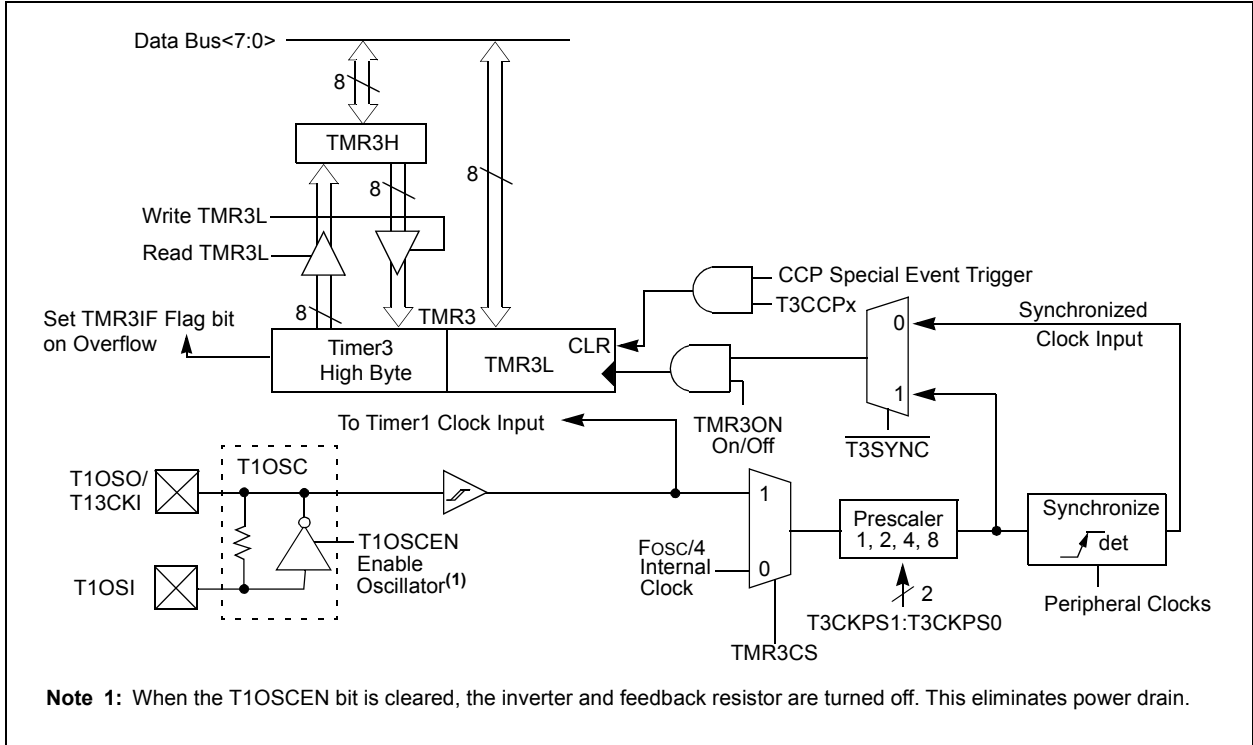 Data Bus<7:0>
8
TMR3H
8
8
Write TMR3L
Read TMR3L
CCP Special Event Trigger
8
T3CCPx
TMR3
Set TMR3IF Flag bit
on Overflow
Timer3
High Byte
TMR3L
CLR
0
1
Synchronized
Clock Input
To Timer1 Clock Input
TMR3ON
On/Off
T3SYNC
T1OSO/
T13CKI
T1OSC
T1OSCEN
Enable
Oscillator(1)
T1OSI
1
0
FOSC/4
Internal
Clock
Prescaler
1, 2, 4, 8
Synchronize
det
2
T3CKPS1:T3CKPS0
Peripheral Clocks
TMR3CS
Note 1: When the T1OSCEN bit is cleared, the inverter and feedback resistor are turned off. This eliminates power drain.